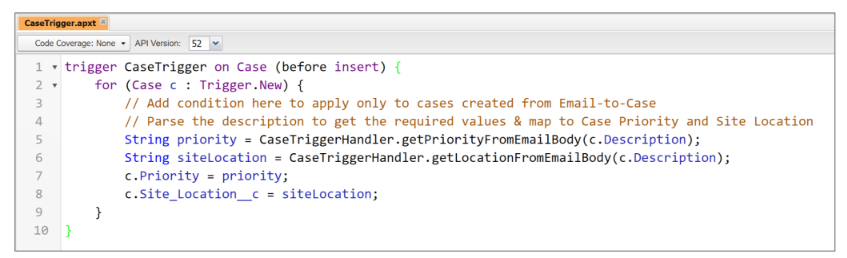 CaseTrigger.apxt
Code Coverage: None API Version: 52
1 trigger CaseTrigger on Case (before insert) {
2 for (Case c : Trigger.New) {
3 // Add condition here to apply only to cases created from Email-to-Case
4 // Parse the description to get the required values & map to Case Priority and Site Location
5 String priority = CaseTriggerHandler.getPriorityFromEmailBody(c.Description);
6 String siteLocation = CaseTriggerHandler.getLocationFromEmailBody(c.Description);
7 c.Priority = priority;
8 c.Site_Location__c = siteLocation;
9 }
10 }